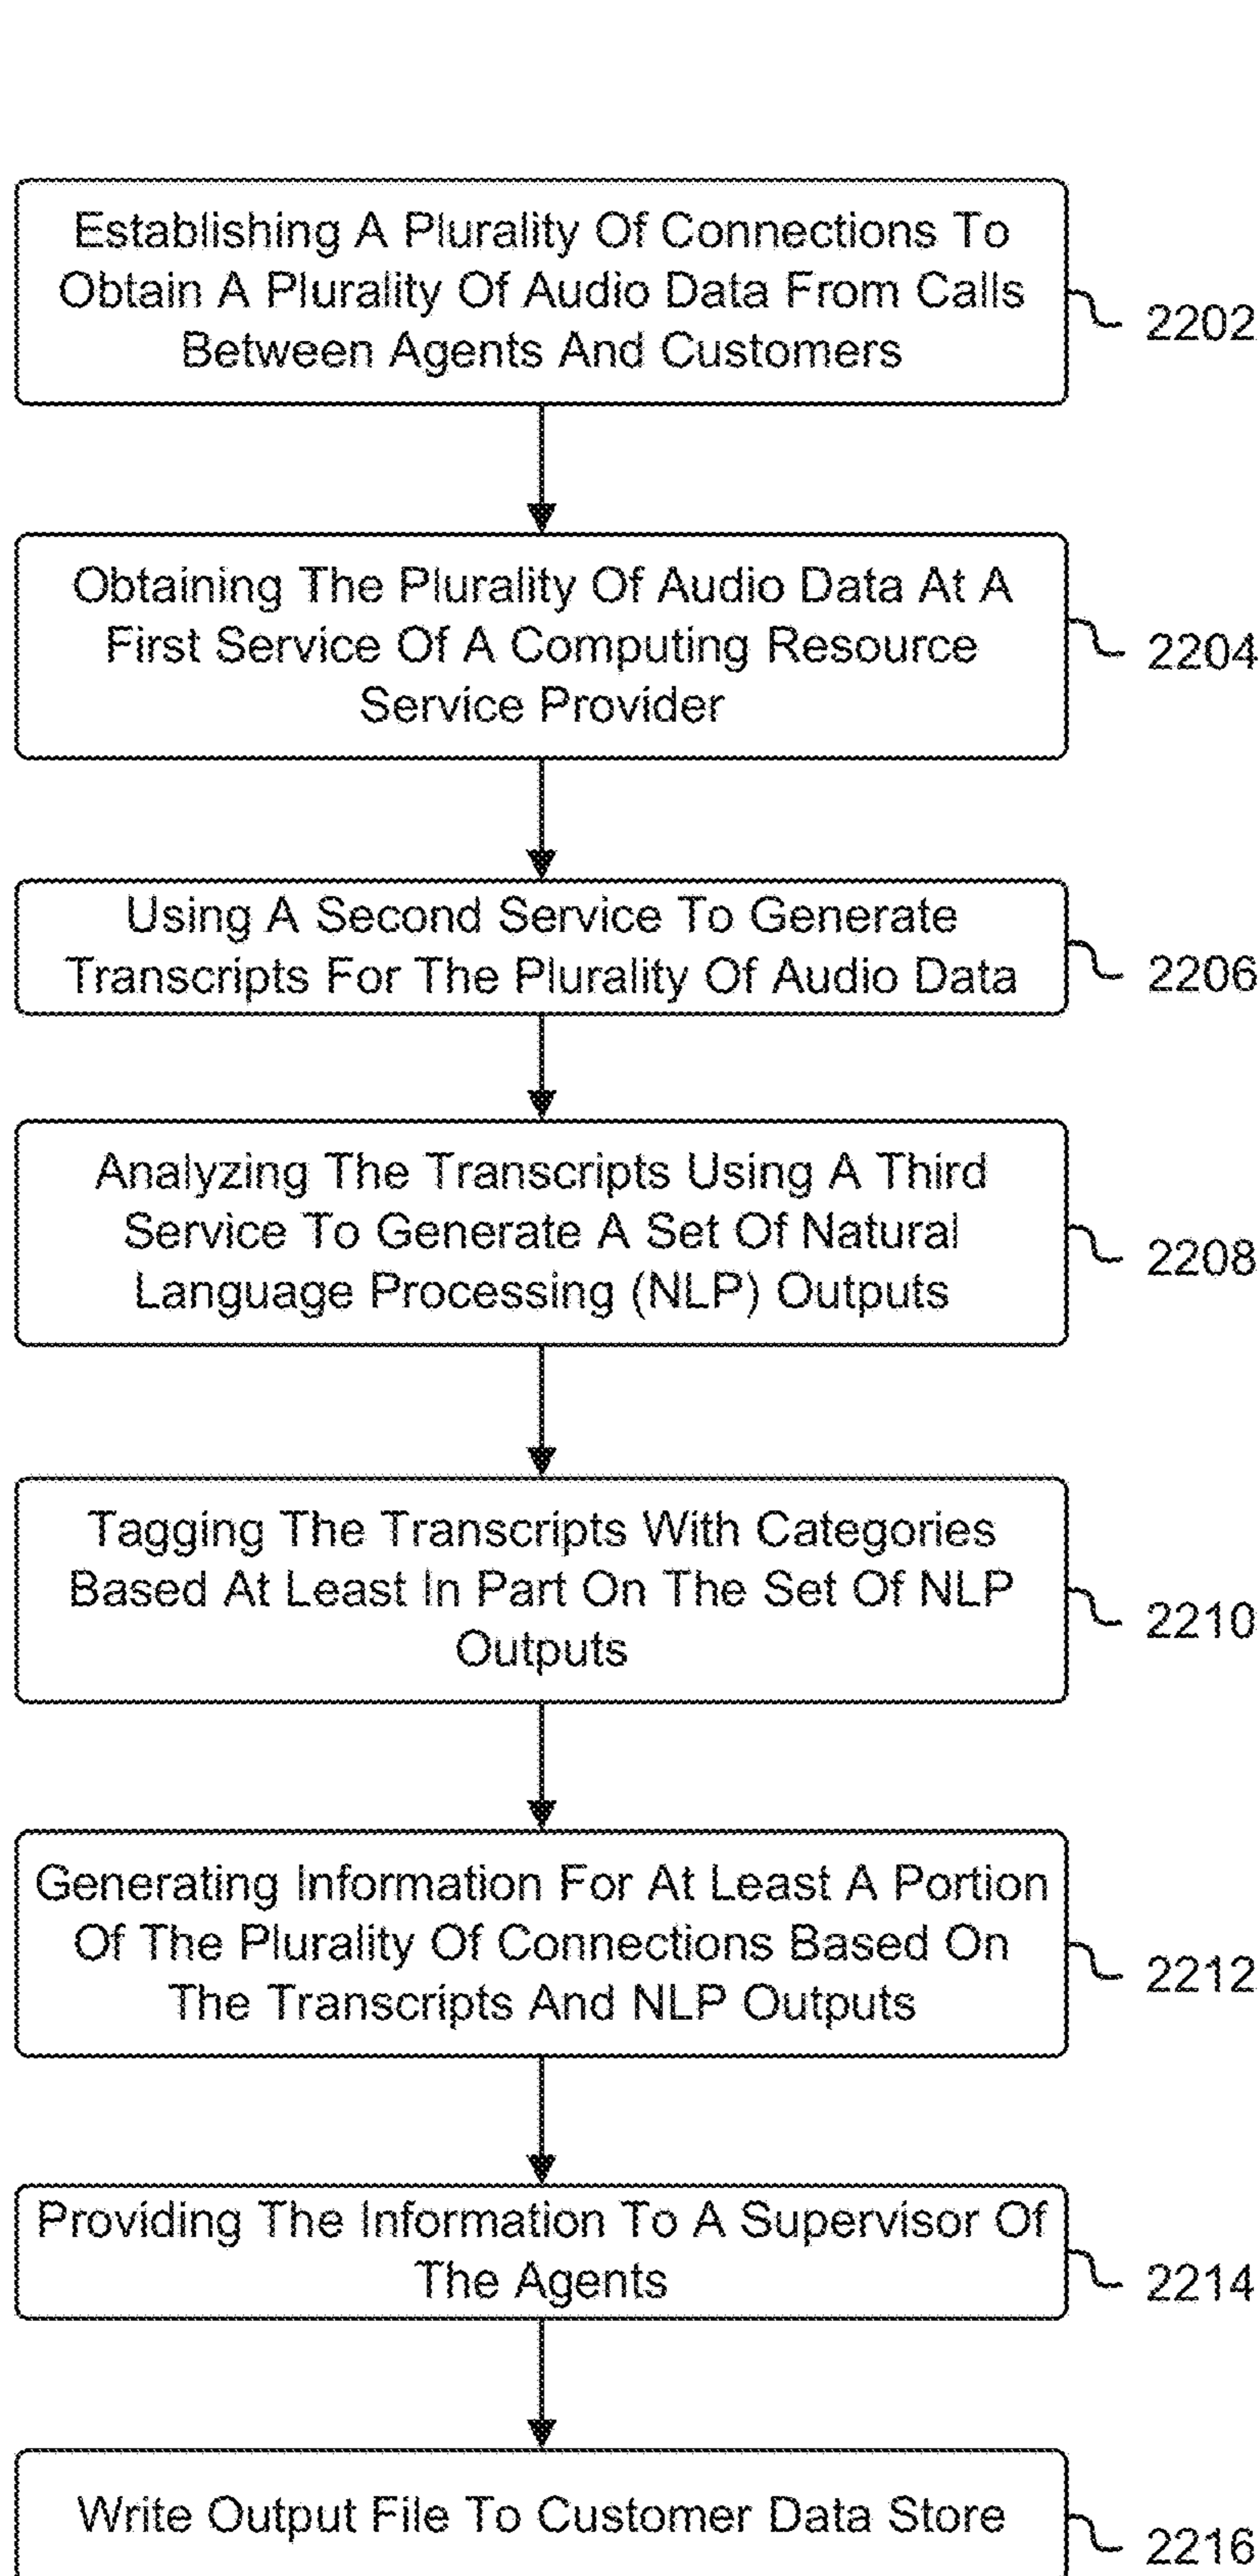 Establishing A Plurality Of Connections To
Obtain A Plurality Of Audio Data From Calls
Between Agents And Customers
2202
Obtaining The Plurality Of Audio Data At A
First Service Of A Computing Resource
Service Provider
2204
Using A Second Service To Generate
Transcripts For The Plurality Of Audio Data
2206
Analyzing The Transcripts Using A Third
Service To Generate A Set Of Natural
Language Processing (NLP) Outputs
2208
Tagging The Transcripts With Categories
Based At Least In Part On The Set Of NLP
Outputs
2210
Generating Information For At Least A Portion
Of The Plurality Of Connections Based On
The Transcripts And NLP Outputs
2212
Providing The Information To A Supervisor Of
The Agents
2214
Write Output File To Customer Data Store
2216